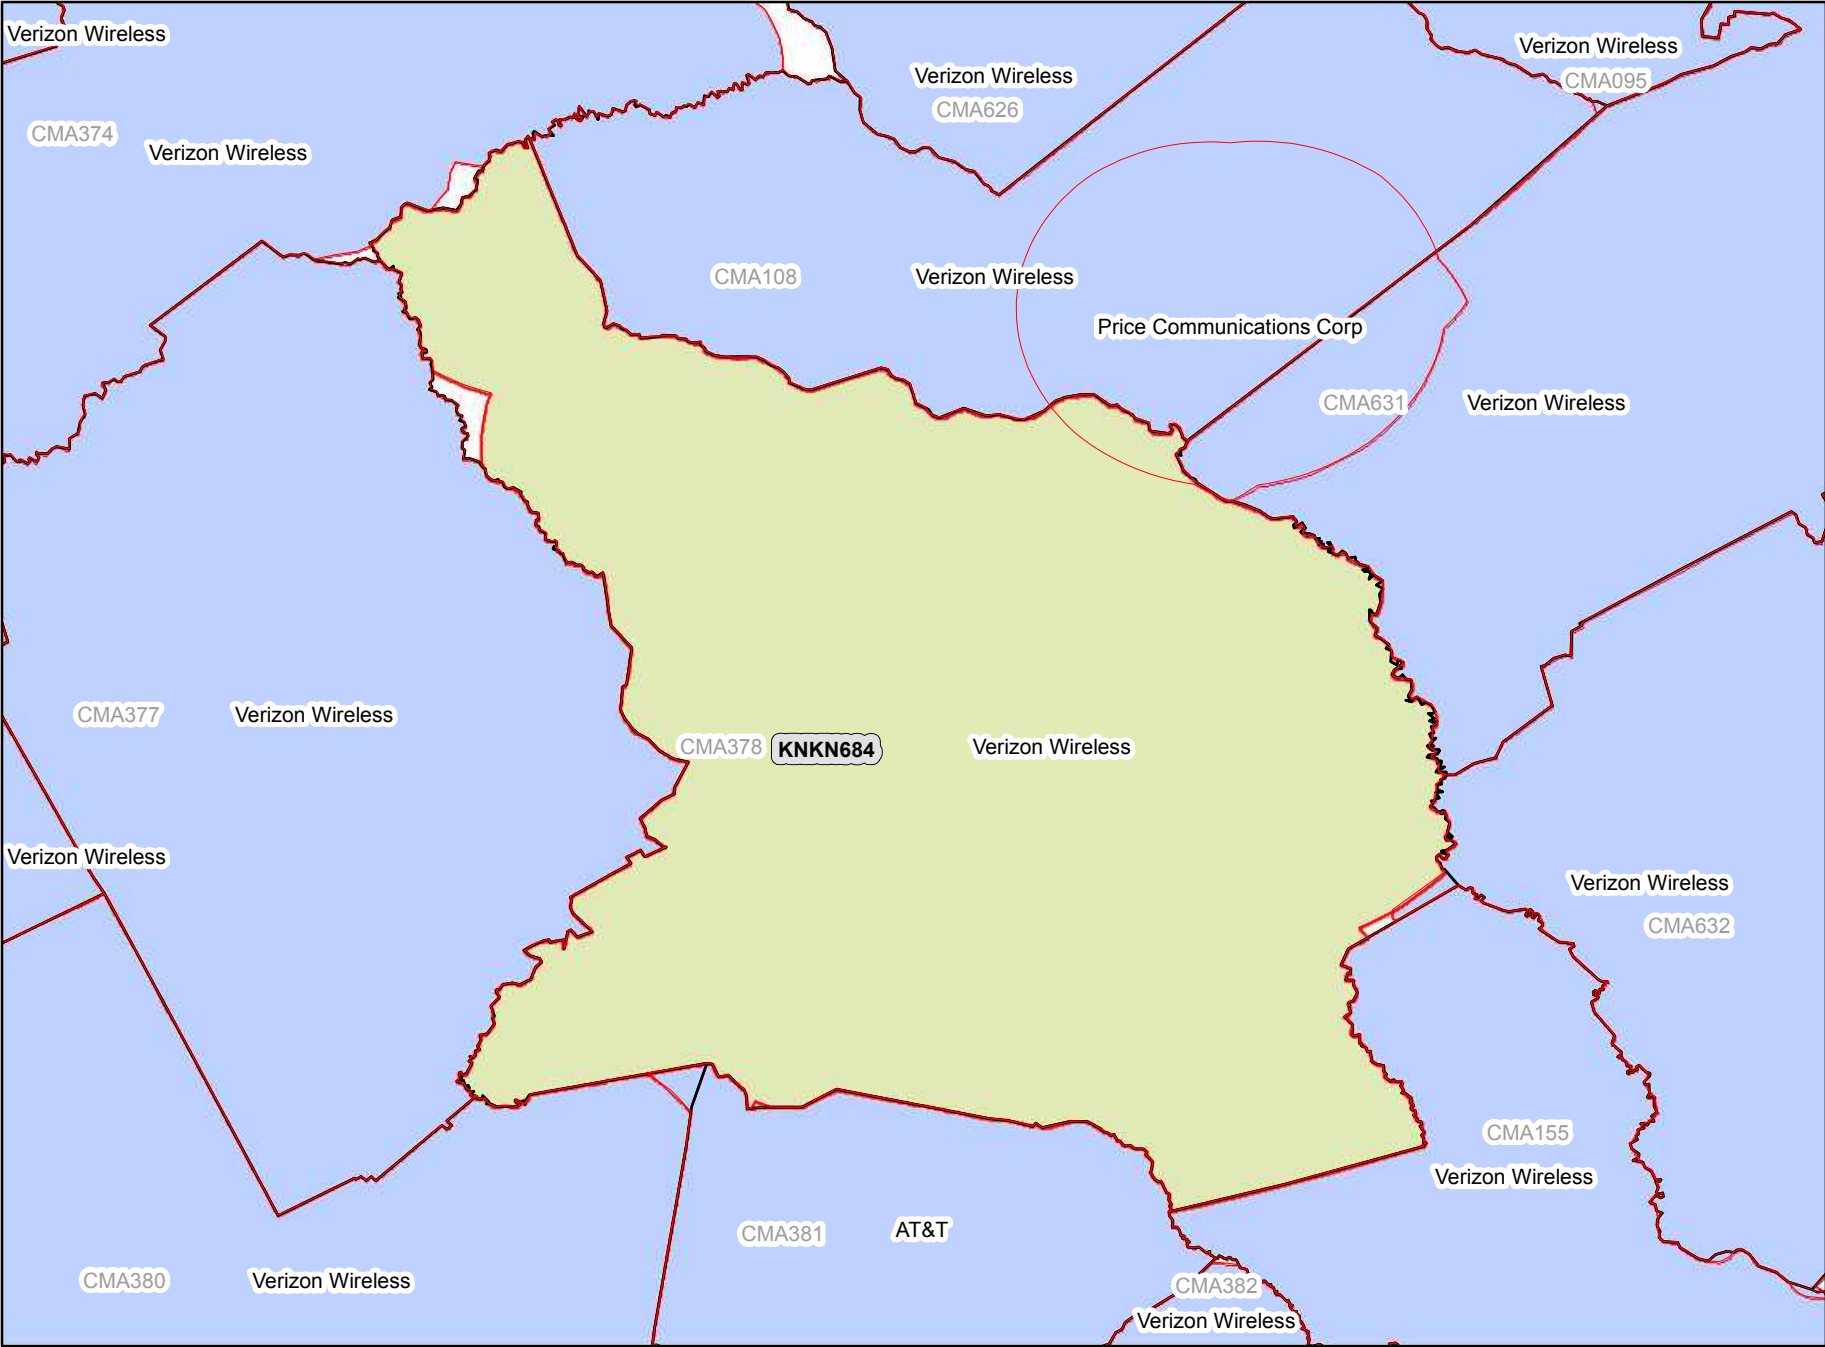 Verizon Wireless
Verizon Wireless
CMA095
Verizon Wireless
CMA626
CMA374
Verizon Wireless
CMA108
Verizon Wireless
Price Communications Corp
CMA631
Verizon Wireless
CMA377
Verizon Wireless
CMA378
KNKN684
Verizon Wireless
Verizon Wireless
Verizon Wireless
CMA632
CMA155
Verizon Wireless
CMA381
AT&T
CMA380
Verizon Wireless
CMA382
Verizon Wireless